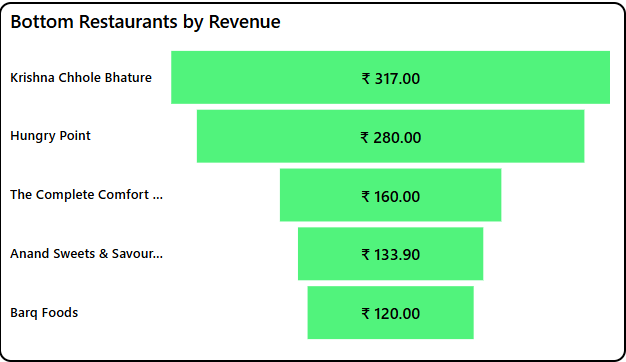 Bottom Restaurants by Revenue
Krishna Chhole Bhature ₹ 317.00
Hungry Point ₹ 280.00
The Complete Comfort ... ₹ 160.00
Anand Sweets & Savour... ₹ 133.90
Barq Foods ₹ 120.00